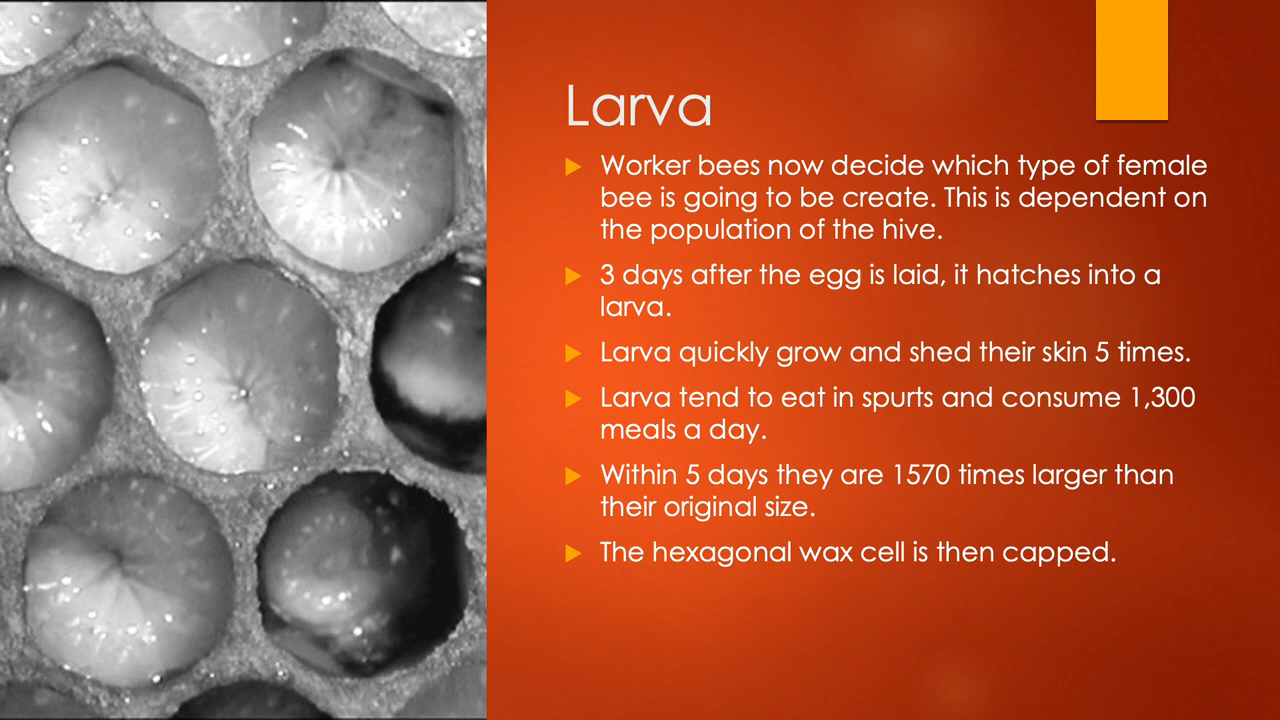 Larva
Worker bees now decide which type of female
bee is going to be create. This is dependent on
the population of the hive.
3 days after the egg is laid, it hatches into a
larva.
Larva quickly grow and shed their skin 5 times.
Larva tend to eat in spurts and consume 1,300
meals a day.
Within 5 days they are 1570 times larger than
their original size.
The hexagonal wax cell is then capped.